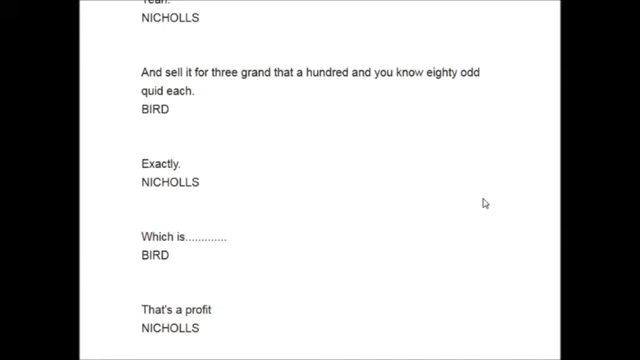 Yeah.
NICHOLLS
And sell it for three grand that a hundred and you know eighty odd
quid each.
BIRD
Exactly.
NICHOLLS
Which is.............
BIRD
That's a profit
NICHOLLS